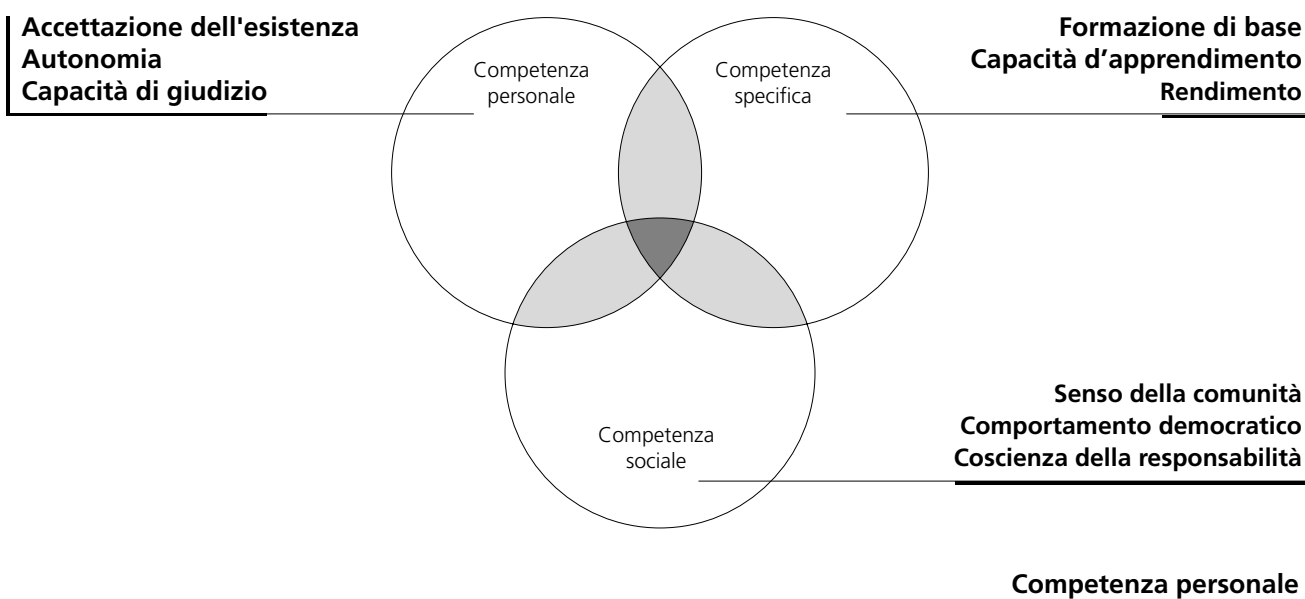 Accettazione dell'esistenza
Autonomia
Capacità di giudizio
Competenza
personale
Competenza
specifica
Formazione di base
Capacità d’apprendimento
Rendimento
Competenza
sociale
Senso della comunità
Comportamento democratico
Coscienza della responsabilità
Competenza personale